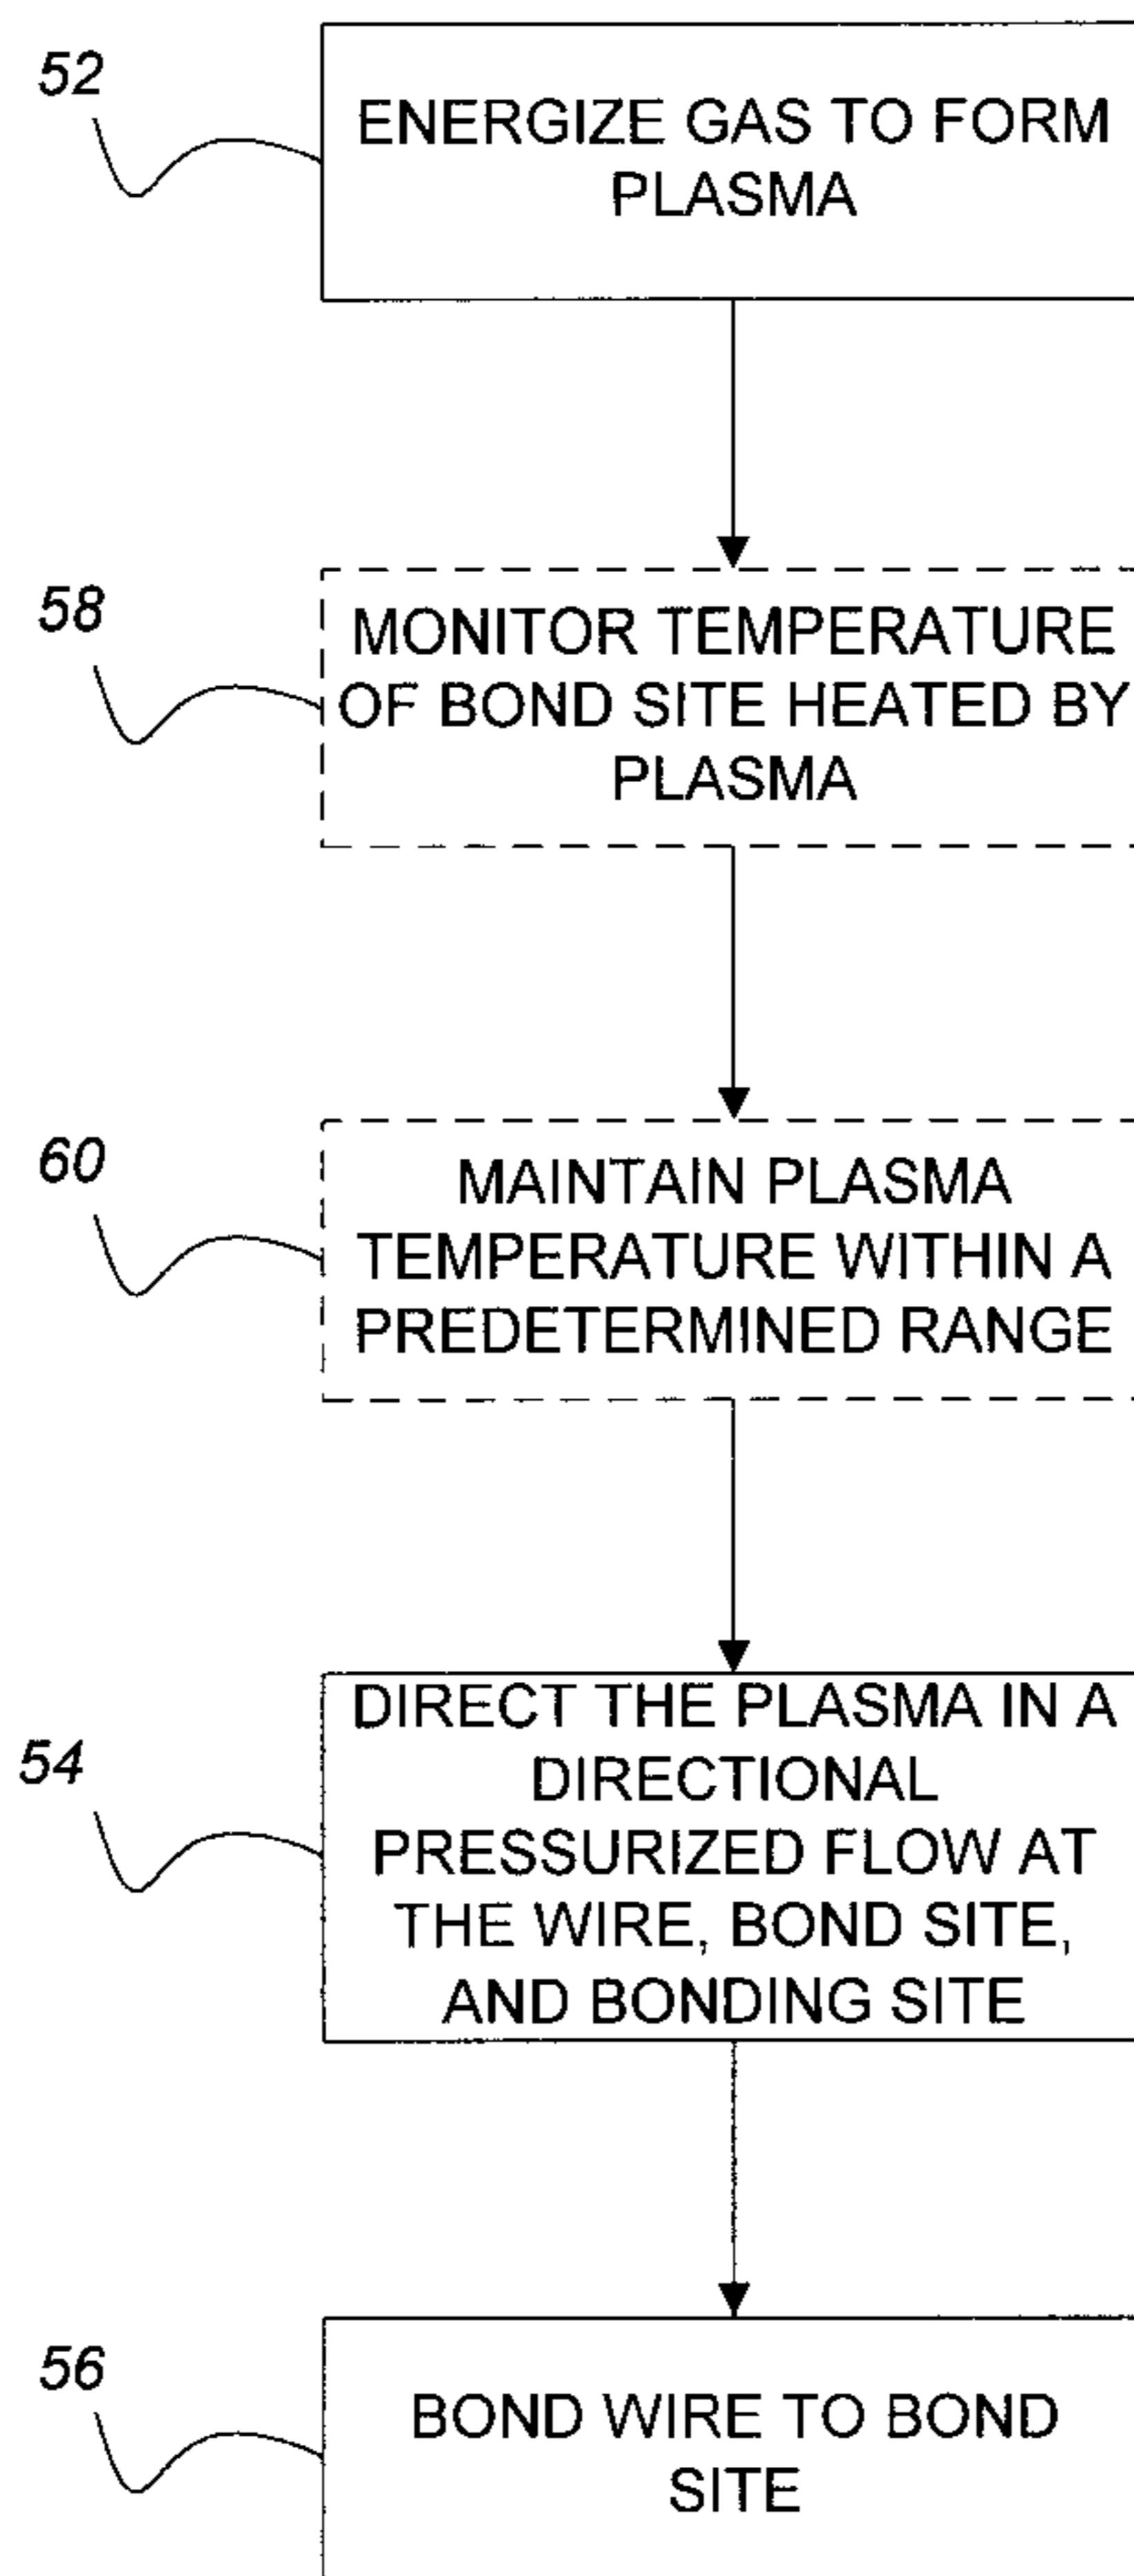 52
ENERGIZE GAS TO FORM
PLASMA
58
MONITOR TEMPERATURE
OF BOND SITE HEATED BY
PLASMA
60
MAINTAIN PLASMA
TEMPERATURE WITHIN A
PREDETERMINED RANGE
54
DIRECT THE PLASMA IN A
DIRECTIONAL
PRESSURIZED FLOW AT
THE WIRE, BOND SITE,
AND BONDING SITE
56
BOND WIRE TO BOND
SITE